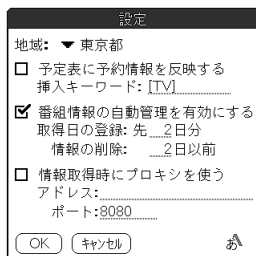 設定
地域: ▼ 東京都
□ 予定表に予約情報を反映する
挿入キーワード: [TV]
☑ 番組情報の自動管理を有効にする
取得日の登録: 先 2日分
情報の削除: 2日以前
□ 情報取得時にプロキシを使う
アドレス:
ポート: 8080
OK キャンセル あA